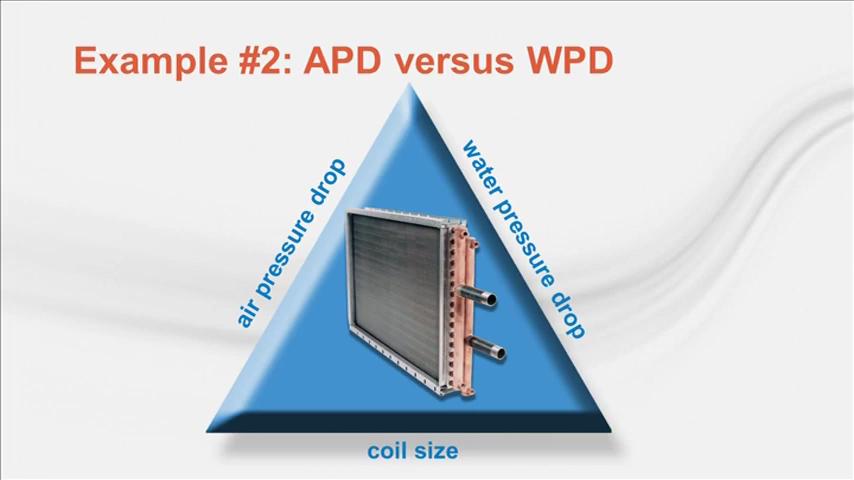 Example #2: APD versus WPD
air pressure drop
water pressure drop
coil size